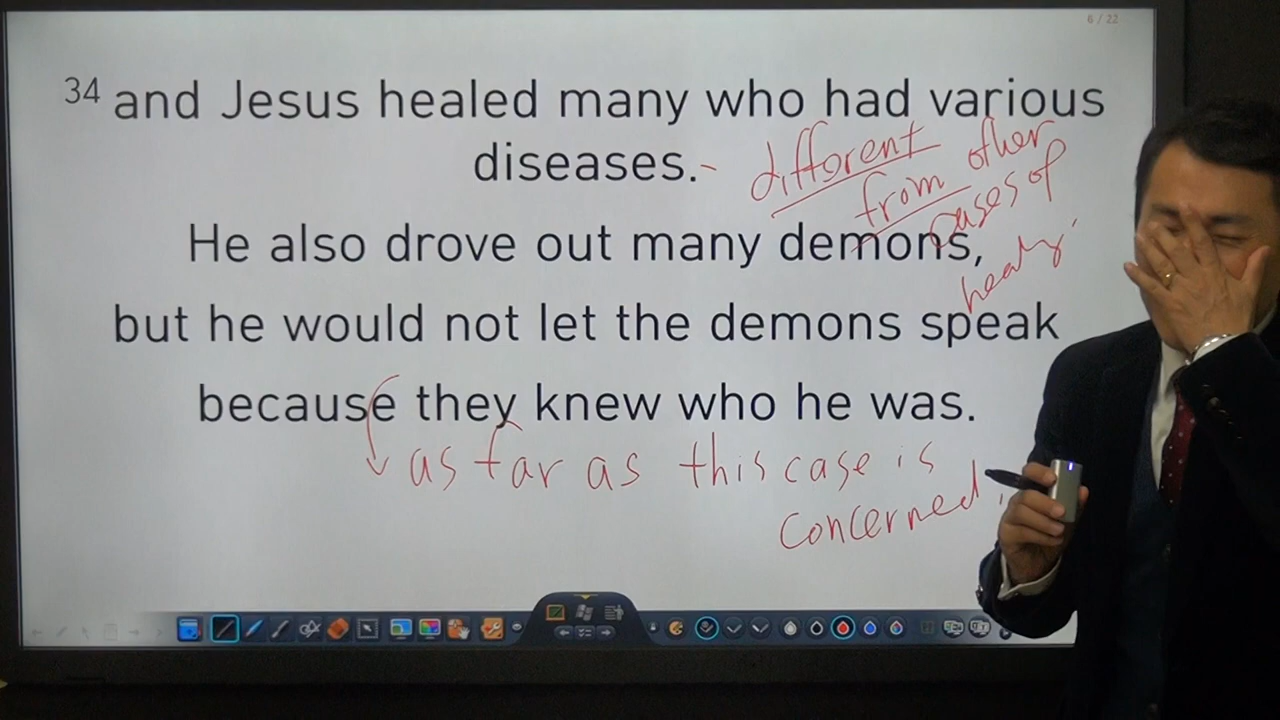 6 / 22
34 and Jesus healed many who had various
diseases.-
different
from other
cases of
healing.
He also drove out many demons,
but he would not let the demons speak
because they knew who he was.
as far as this case is
concerned.